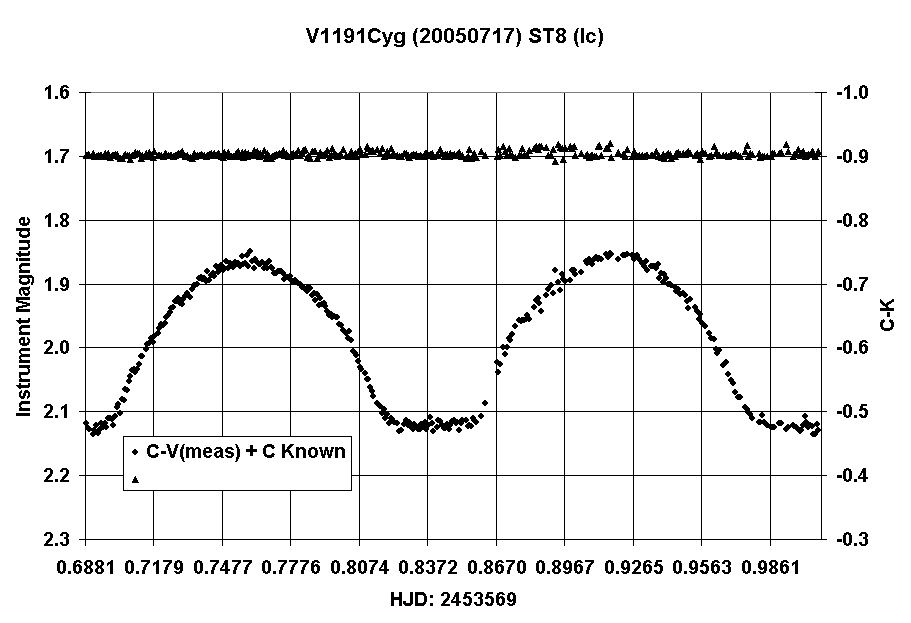 V1191Cyg (20050717) ST8 (Ic)
1.6
1.7
1.8
1.9
2.0
2.1
2.2
2.3
Instrument Magnitude
-1.0
-0.9
-0.8
-0.7
-0.6
-0.5
-0.4
-0.3
C-K
C-V(meas) + C Known
0.6881 0.7179 0.7477 0.7776 0.8074 0.8372 0.8670 0.8967 0.9265 0.9563 0.9861
HJD: 2453569